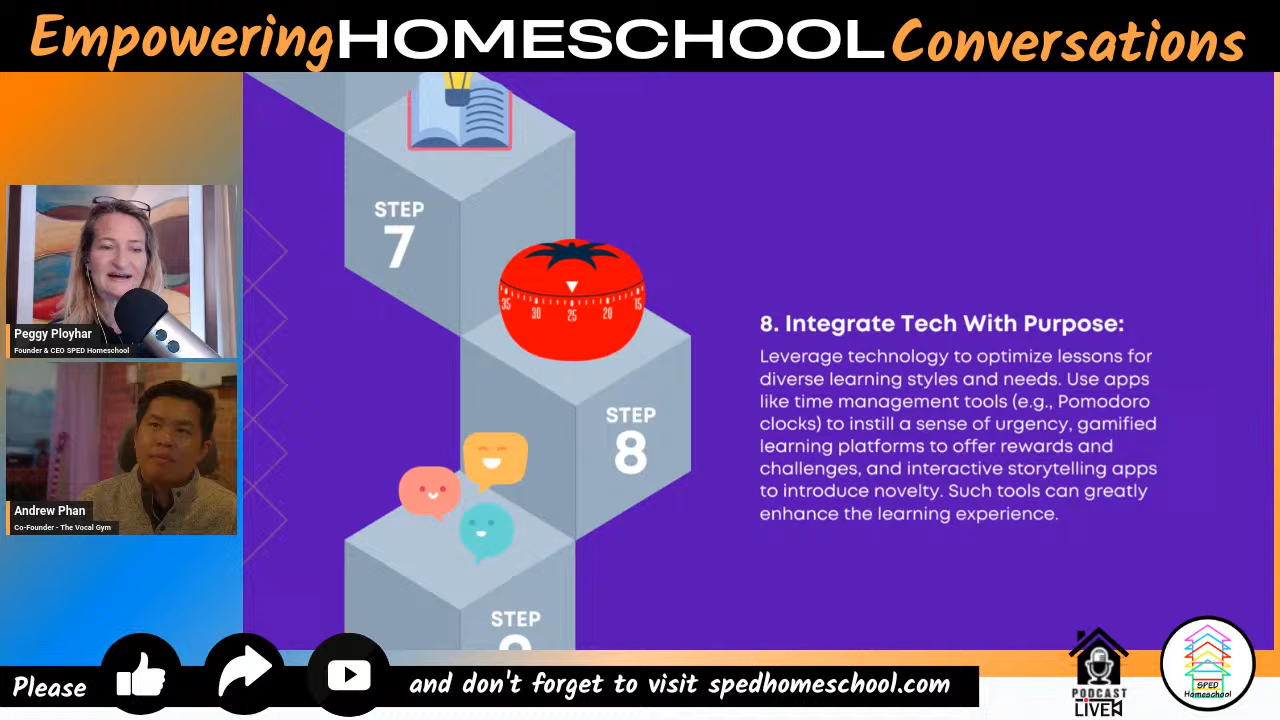 Empowering HOMESCHOOL Conversations
STEP
7
35 30 25 20 15
STEP
8
8. Integrate Tech With Purpose:
Leverage technology to optimize lessons for
diverse learning styles and needs. Use apps
like time management tools (e.g., Pomodoro
clocks) to instill a sense of urgency, gamified
learning platforms to offer rewards and
challenges, and interactive storytelling apps
to introduce novelty. Such tools can greatly
enhance the learning experience.
STEP
Peggy Ployhar
Founder & CEO SPED Homeschool
Andrew Phan
Co-Founder - The Vocal Gym
Please
and don't forget to visit spedhomeschool.com
PODCAST
LIVE
SPED
Homeschool